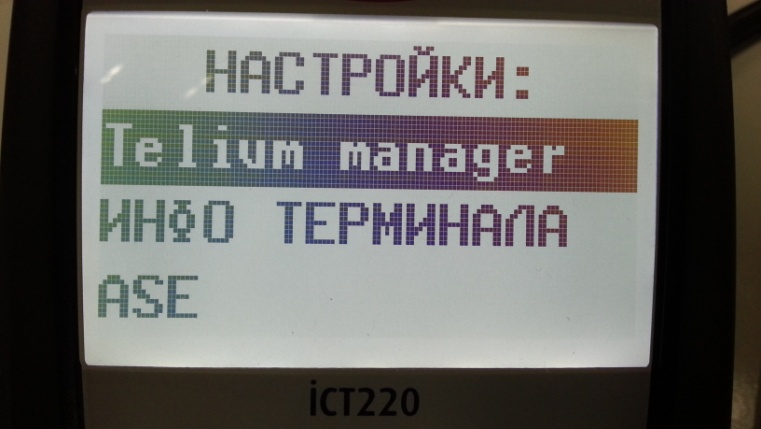 НАСТРОЙКИ:
Telium manager
ИНФО ТЕРМИНАЛА
ASE
iCT220